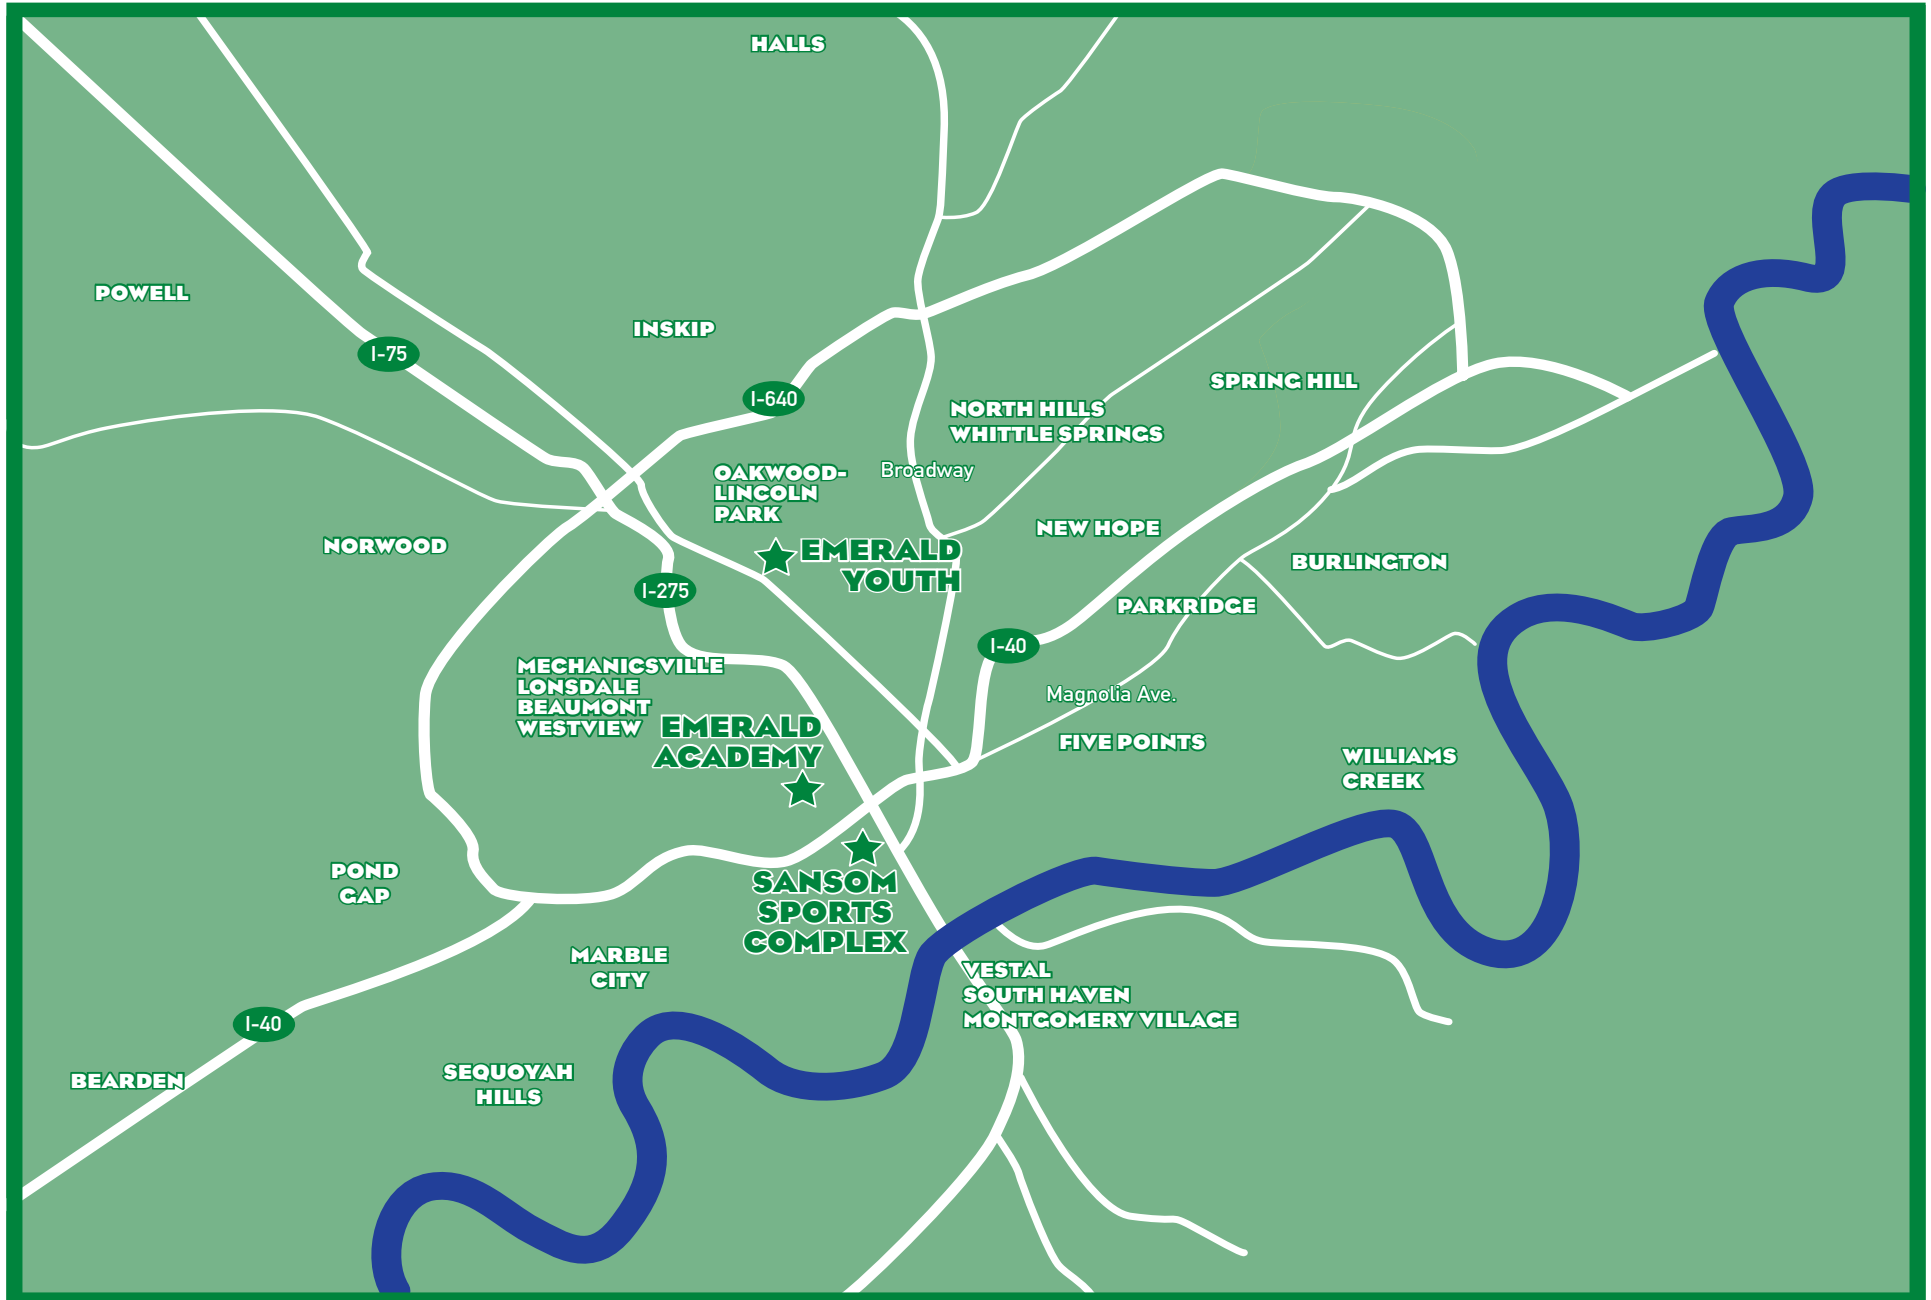 HALLS
POWELL
INSKIP
I-75
SPRING HILL
I-640
NORTH HILLS
WHITTLE SPRINGS
Broadway
OAKWOOD-
LINCOLN
PARK
NEW HOPE
NORWOOD
EMERALD
YOUTH
BURLINGTON
I-275
PARKRIDGE
I-40
MECHANICSVILLE
LONSDALE
BEAUMONT
WESTVIEW
Magnolia Ave.
EMERALD
ACADEMY
FIVE POINTS
WILLIAMS
CREEK
POND
GAP
SANSOM
SPORTS
COMPLEX
MARBLE
CITY
VESTAL
SOUTH HAVEN
MONTGOMERY VILLAGE
I-40
BEARDEN
SEQUOYAH
HILLS